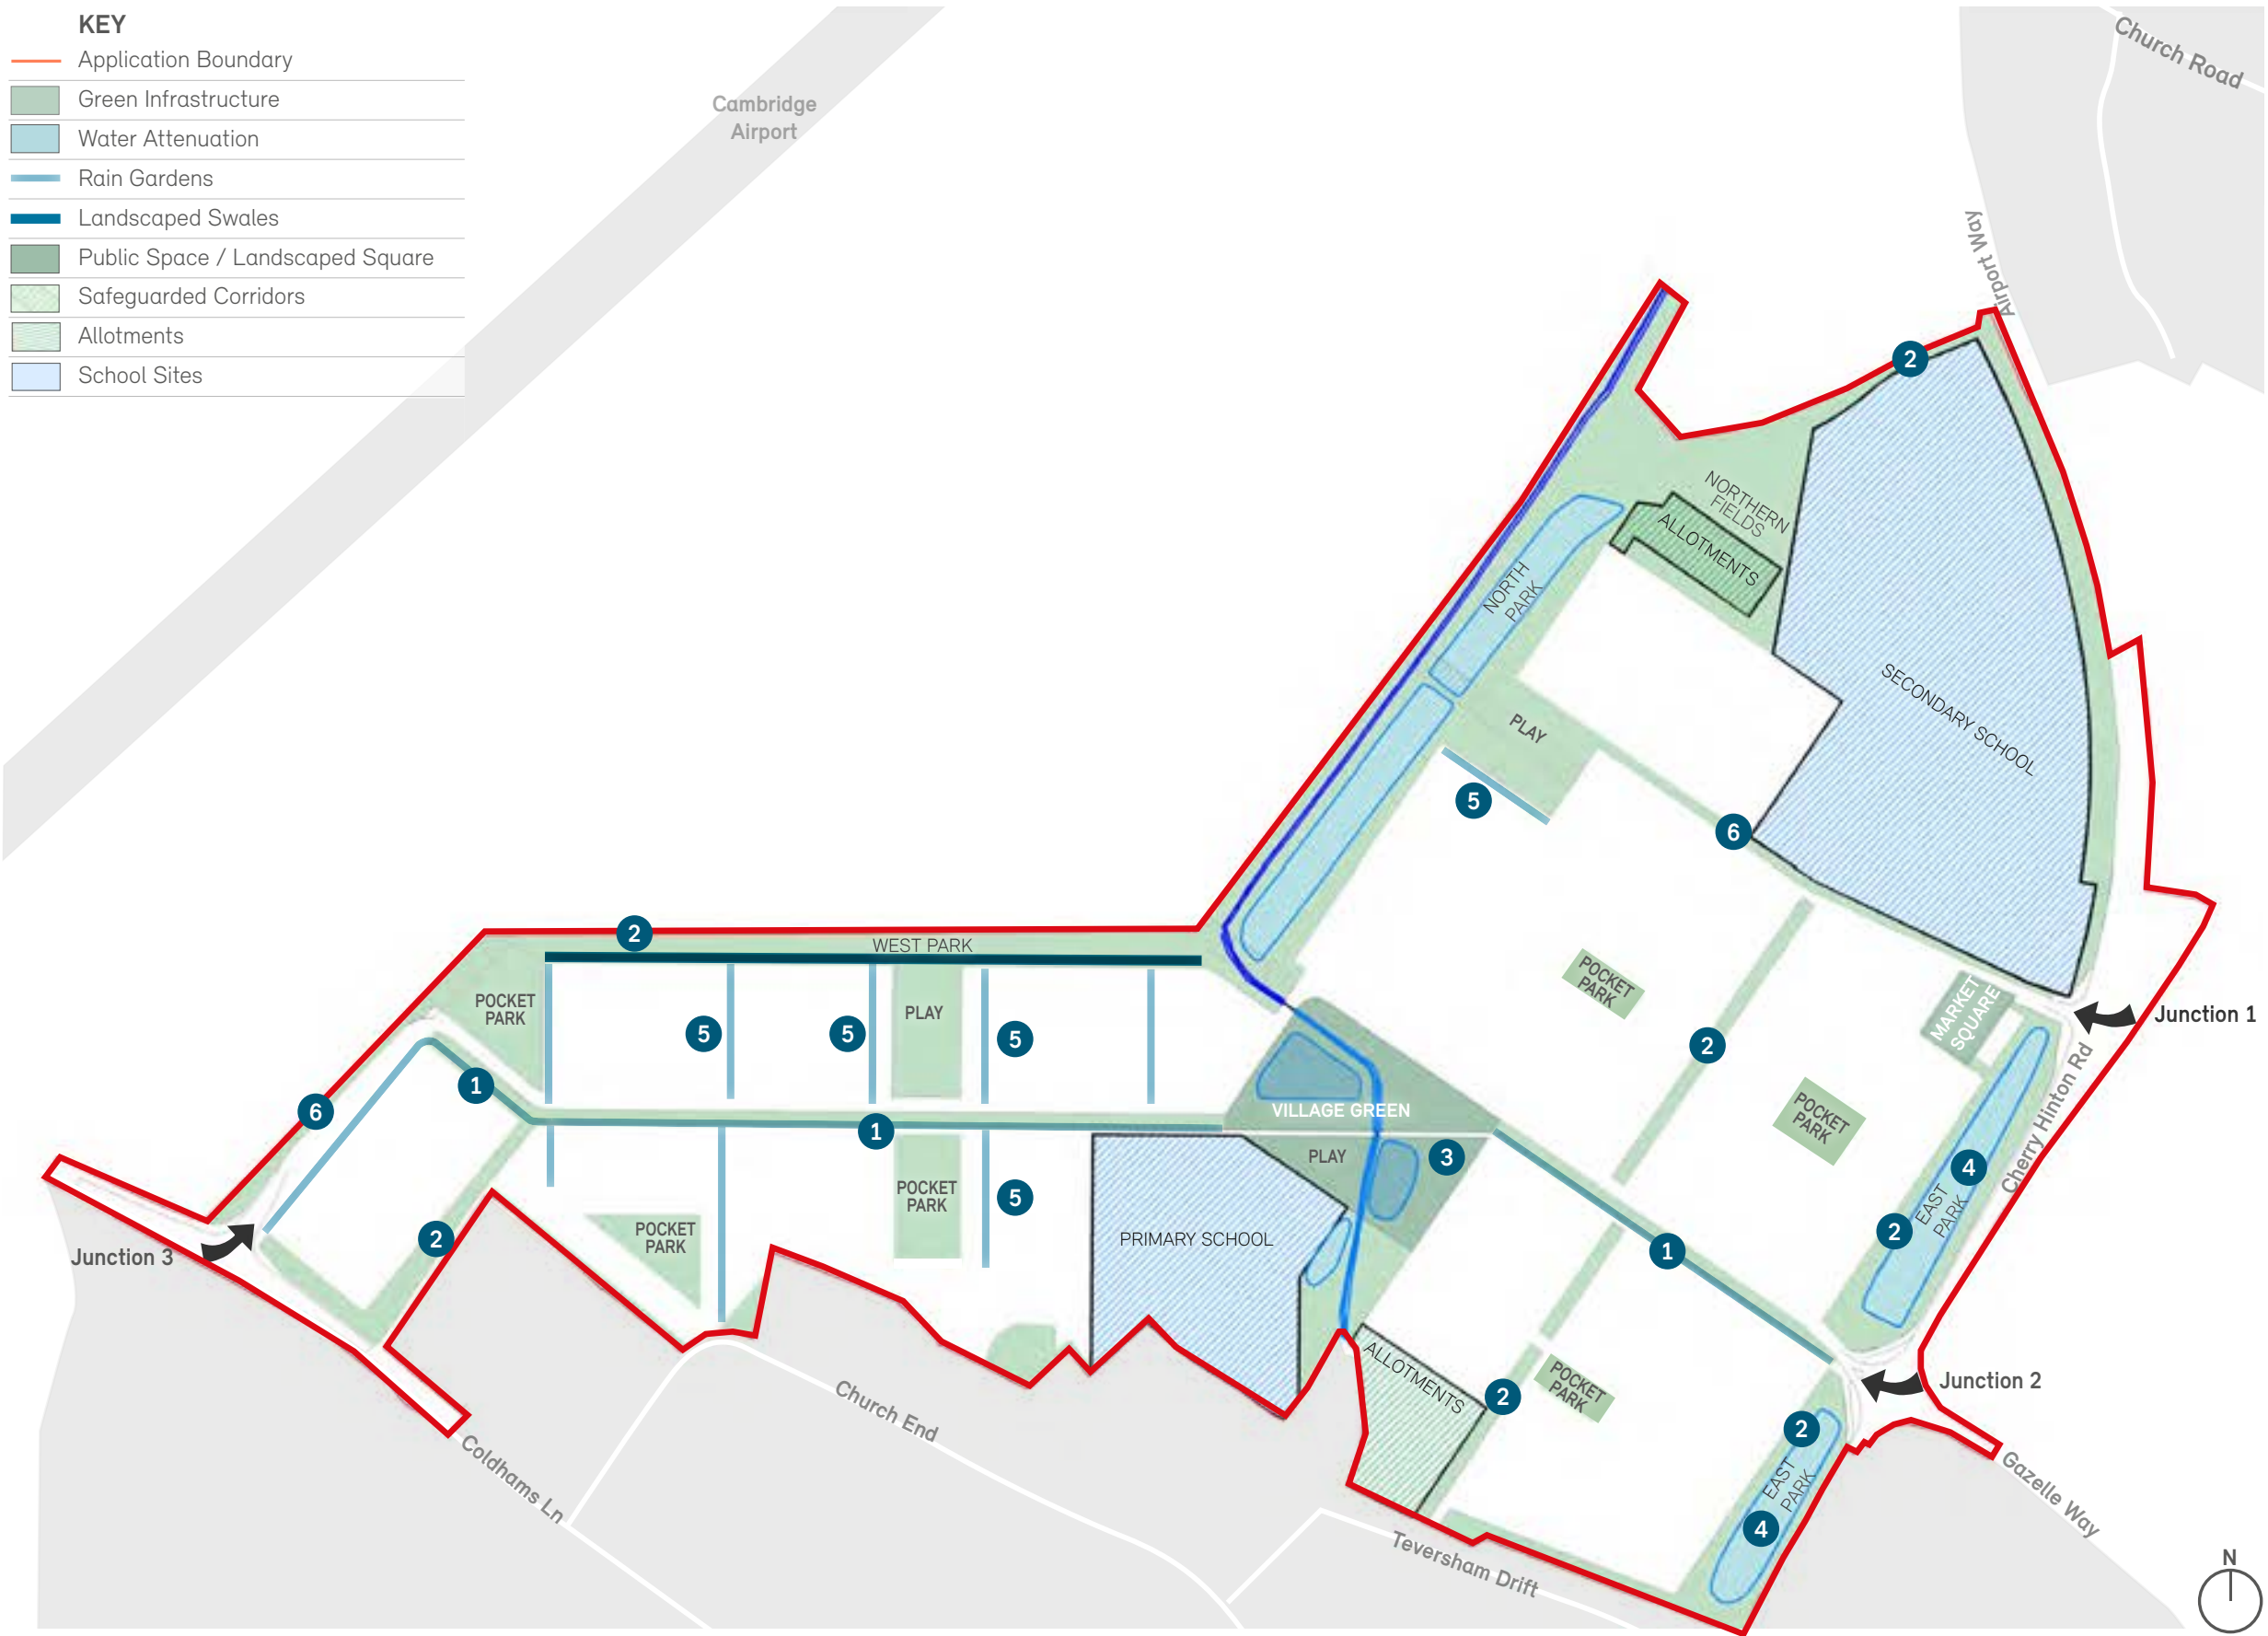 KEY
Application Boundary
Green Infrastructure
Water Attenuation
Rain Gardens
Landscaped Swales
Public Space / Landscaped Square
Safeguarded Corridors
Allotments
School Sites
Cambridge
Airport
Church Road
Airport Way
2
NORTHERN
FIELDS
ALLOTMENTS
NORTH
PARK
SECONDARY SCHOOL
PLAY
5
6
2
WEST PARK
POCKET
PARK
5
5
PLAY
5
POCKET
PARK
2
MARKET
SQUARE
Junction 1
1
6
1
VILLAGE GREEN
PLAY
3
POCKET
PARK
Cherry Hinton Rd
4
EAST
PARK
2
Junction 3
2
POCKET
PARK
POCKET
PARK
5
PRIMARY SCHOOL
1
Junction 2
ALLOTMENTS
2
POCKET
PARK
2
EAST
PARK
4
Church End
Coldhams Ln
Teversham Drift
Gazelle Way
N